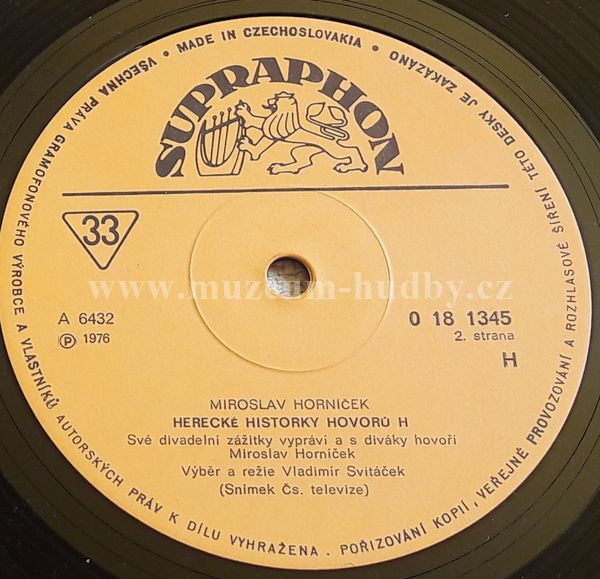 MADE IN CZECHOSLOVAKIA • VŠECHNA PRÁVA GRAMOFONOVÉHO VÝROBCE A VLASTNÍKŮ AUTORSKÝCH PRÁV K DÍLU VYHRAŽENA. POŘIZOVÁNÍ KOPIÍ, VEŘEJNÉ PROVOZOVÁNÍ A ROZHLASOVÉ ŠÍŘENÍ TÉTO DESKY JE ZAKÁZÁNO •
SUPRAPHON
33
www.muzeum-hudby.cz
A 6432
Ⓟ 1976
0 18 1345
2. strana
H
MIROSLAV HORNÍČEK
HERECKÉ HISTORKY HOVORŮ H
Své divadelní zážitky vypráví a s diváky hovoří
Miroslav Horníček
Výběr a režie Vladimír Svitáček
(Snímek Čs. televize)